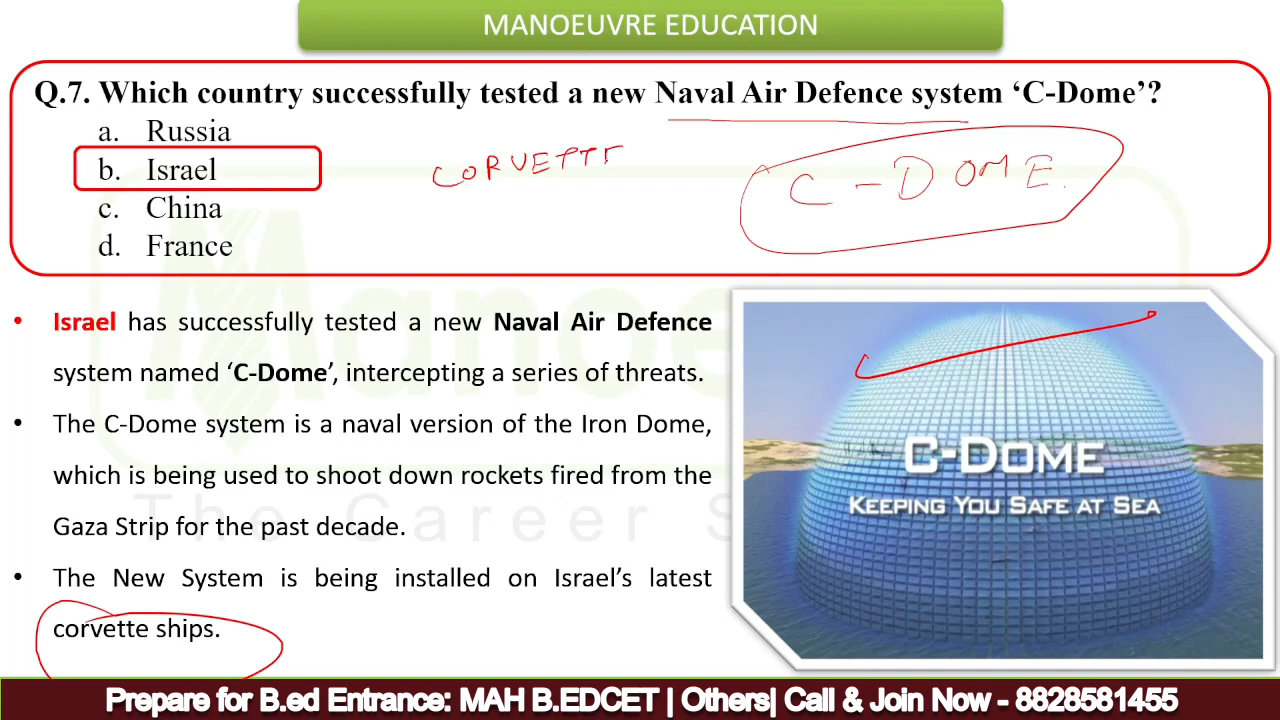 MANOEUVRE EDUCATION
Q.7. Which country successfully tested a new Naval Air Defence system ‘C-Dome’?
a. Russia
b. Israel
c. China
d. France
CORVETTE
C - DOME
• Israel has successfully tested a new Naval Air Defence
system named ‘C-Dome’, intercepting a series of threats.
• The C-Dome system is a naval version of the Iron Dome,
which is being used to shoot down rockets fired from the
Gaza Strip for the past decade.
• The New System is being installed on Israel’s latest
corvette ships.
C-DOME
KEEPING YOU SAFE AT SEA
Manoe
The Career S
Prepare for B.ed Entrance: MAH B.EDCET | Others| Call & Join Now - 8828581455